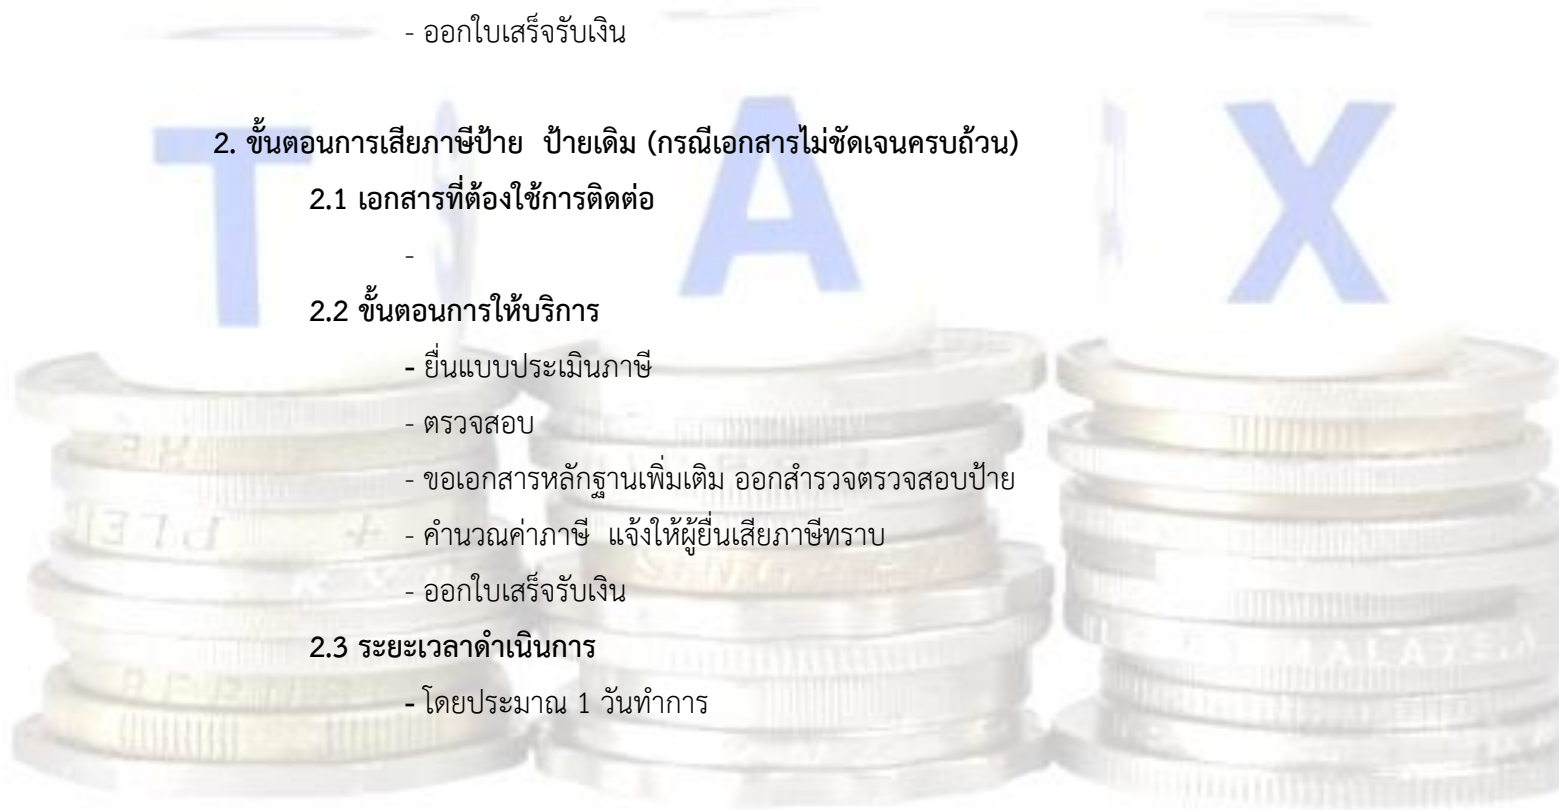 - ออกใบเสร็จรับเงิน
2. ขั้นตอนการเสียภาษีป้าย ป้ายเดิม (กรณีเอกสารไม่ชัดเจนครบถ้วน)
2.1 เอกสารที่ต้องใช้การติดต่อ
-
2.2 ขั้นตอนการให้บริการ
- ยื่นแบบประเมินภาษี
- ตรวจสอบ
- ขอเอกสารหลักฐานเพิ่มเติม ออกสำรวจตรวจสอบป้าย
- คำนวณค่าภาษี แจ้งให้ผู้ยื่นเสียภาษีทราบ
- ออกใบเสร็จรับเงิน
2.3 ระยะเวลาดำเนินการ
- โดยประมาณ 1 วันทำการ
T A X
MALAYSIA